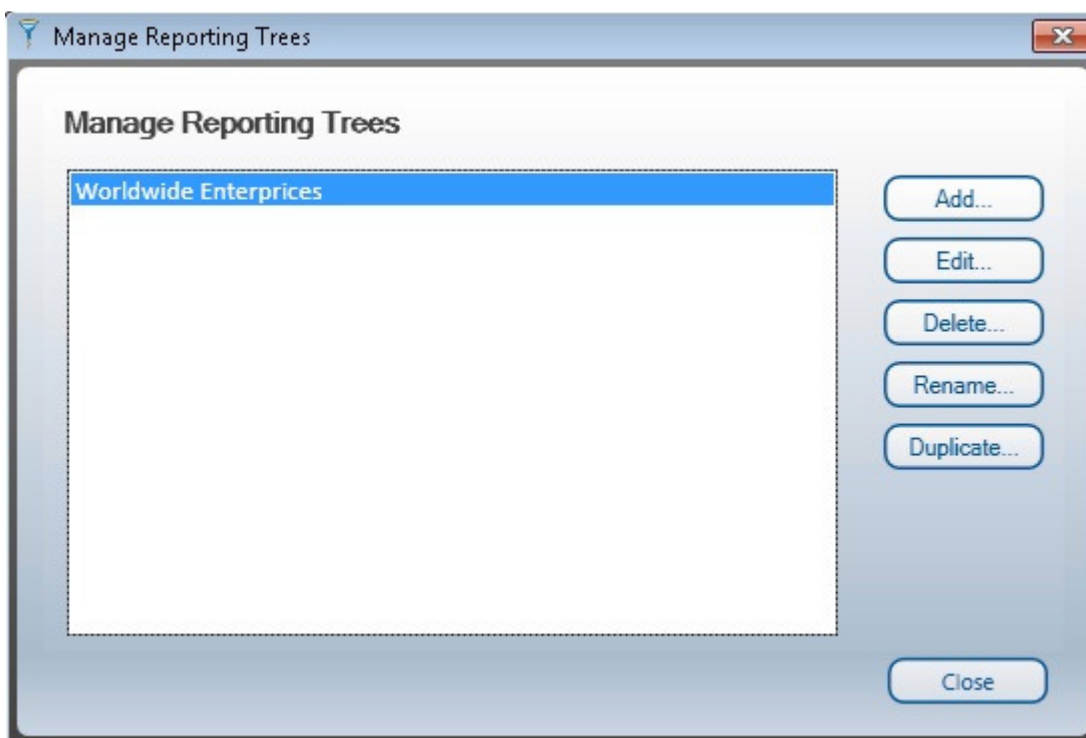 Manage Reporting Trees
Manage Reporting Trees
Worldwide Enterprices
Add...
Edit...
Delete...
Rename...
Duplicate...
Close